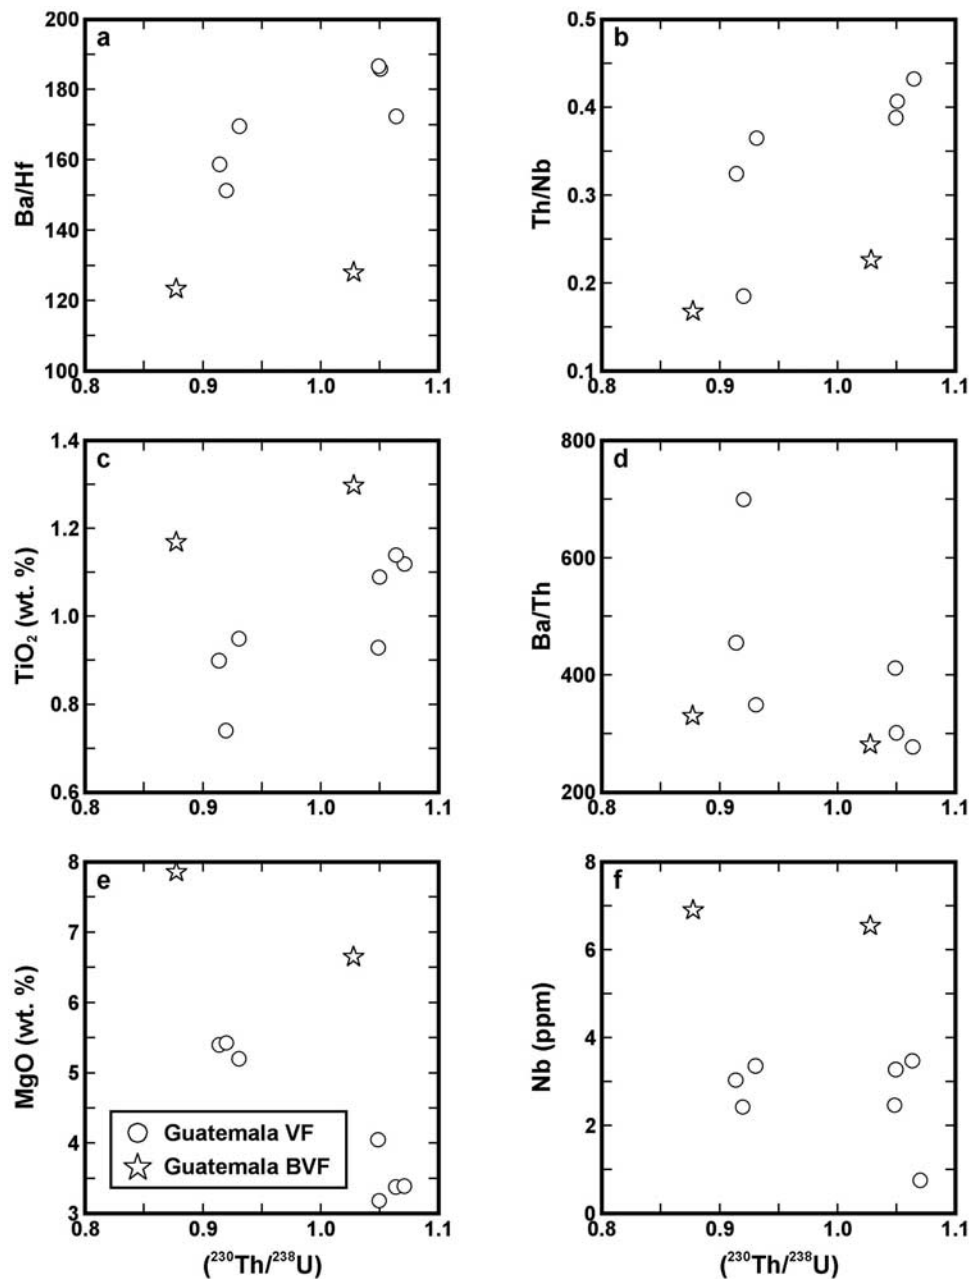 a
200
180
160
140
120
100
Ba/Hf
0.8 0.9 1.0 1.1
b
0.5
0.4
0.3
0.2
0.1
Th/Nb
0.8 0.9 1.0 1.1
c
1.4
1.2
1.0
0.8
0.6
TiO₂ (wt. %)
0.8 0.9 1.0 1.1
d
800
600
400
200
Ba/Th
0.8 0.9 1.0 1.1
e
8
7
6
5
4
3
MgO (wt. %)
Guatemala VF
Guatemala BVF
0.8 0.9 1.0 1.1
(²³⁰Th/²³⁸U)
f
8
6
4
2
0
Nb (ppm)
0.8 0.9 1.0 1.1
(²³⁰Th/²³⁸U)